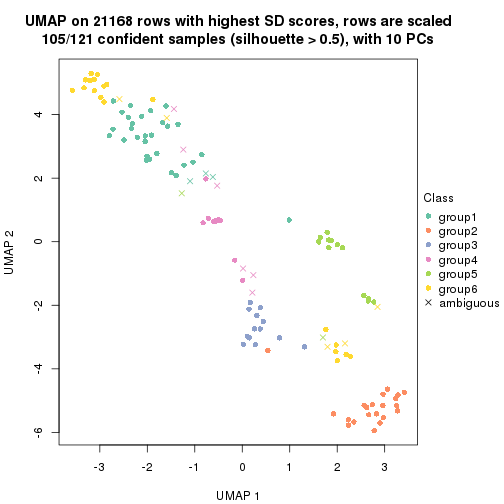 UMAP on 21168 rows with highest SD scores, rows are scaled
105/121 confident samples (silhouette > 0.5), with 10 PCs
UMAP 2
4
2
0
-2
-4
-6
-3
-2
-1
0
1
2
3
UMAP 1
Class
group1
group2
group3
group4
group5
group6
ambiguous